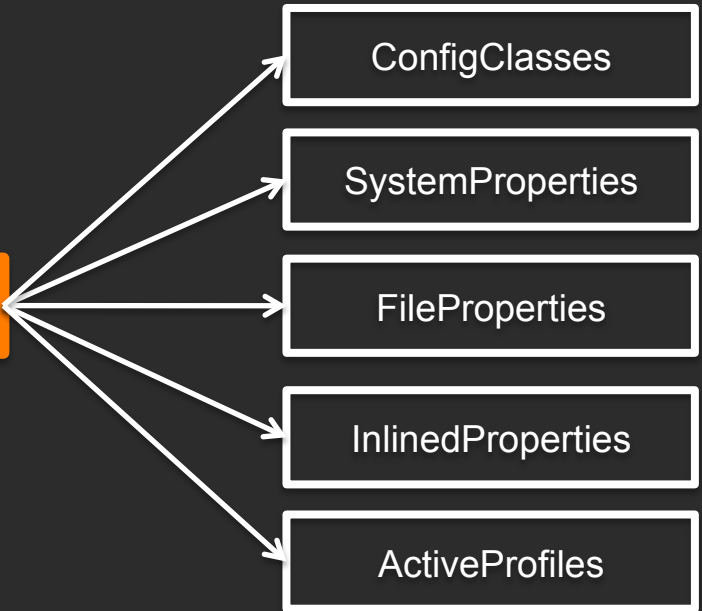 ConfigClasses
SystemProperties
FileProperties
InlinedProperties
ActiveProfiles